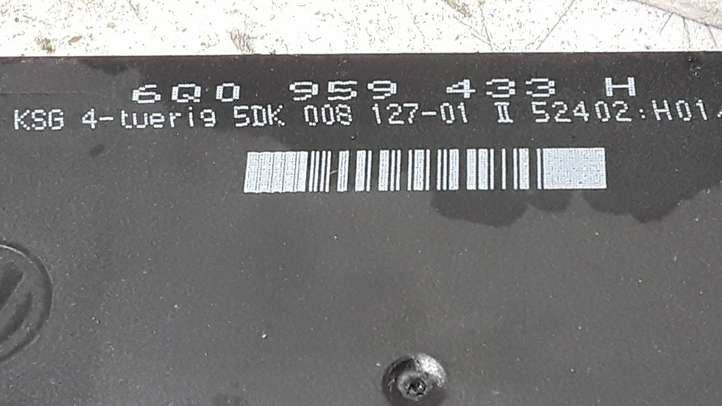 6Q0 959 433 H
KSG 4-tuerig 5DK 008 127-01 II 52402:H01